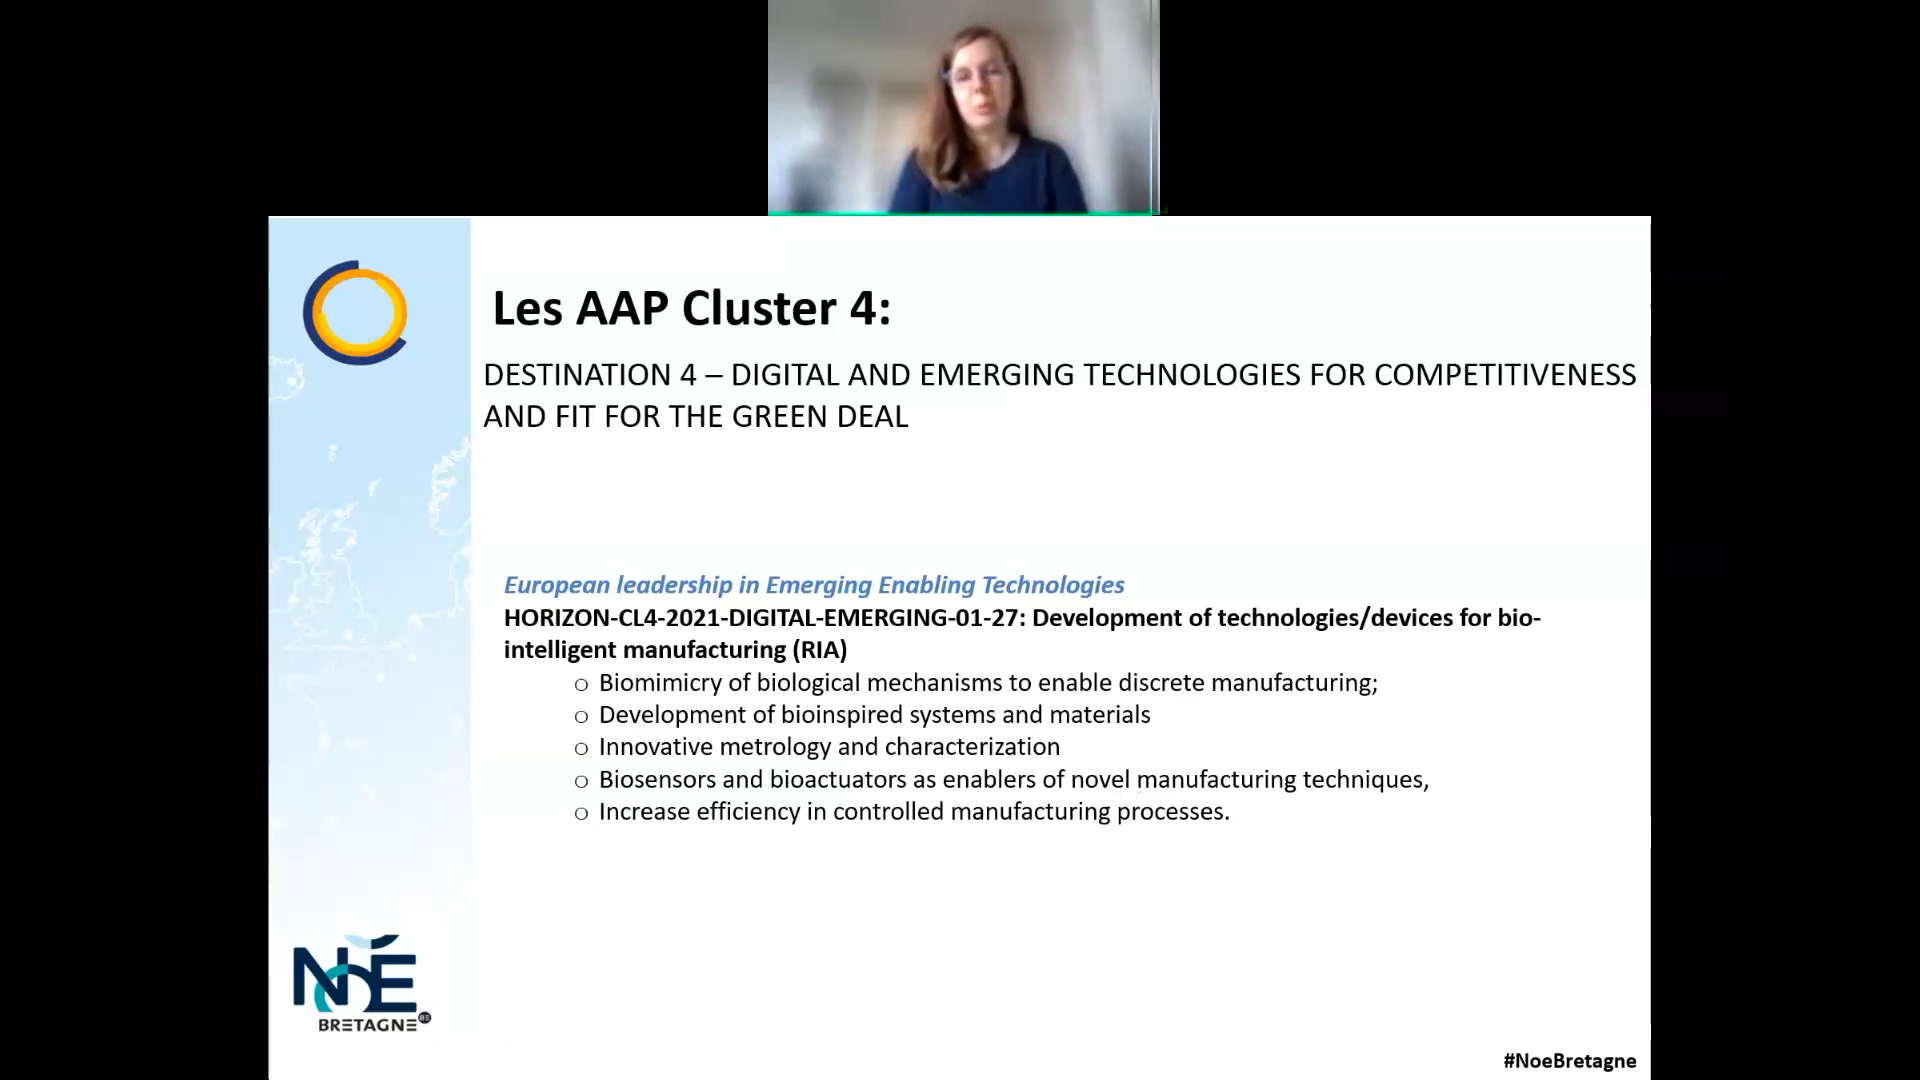 Les AAP Cluster 4:
DESTINATION 4 – DIGITAL AND EMERGING TECHNOLOGIES FOR COMPETITIVENESS
AND FIT FOR THE GREEN DEAL
European leadership in Emerging Enabling Technologies
HORIZON-CL4-2021-DIGITAL-EMERGING-01-27: Development of technologies/devices for bio-
intelligent manufacturing (RIA)
○ Biomimicry of biological mechanisms to enable discrete manufacturing;
○ Development of bioinspired systems and materials
○ Innovative metrology and characterization
○ Biosensors and bioactuators as enablers of novel manufacturing techniques,
○ Increase efficiency in controlled manufacturing processes.
NOÉ
BRETAGNE
#NoeBretagne